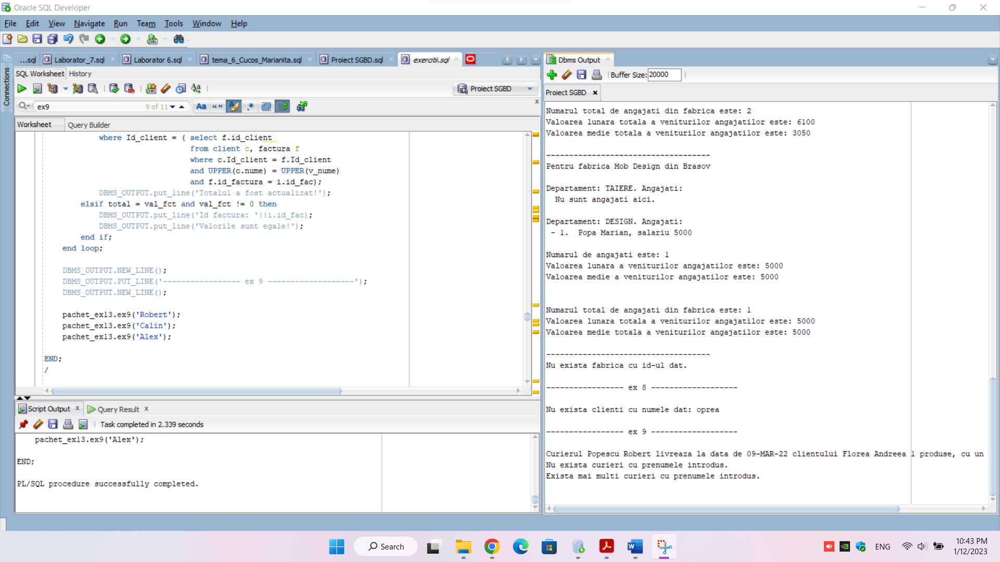 Oracle SQL Developer
File Edit View Navigate Run Team Tools Window Help
...sql Laborator_7.sql Laborator 6.sql tema_6_Cucos_Marianita.sql Proiect SGBD.sql exercitii.sql
Connections
SQL Worksheet History
Proiect SGBD
ex9 9 of 11
Worksheet Query Builder
where Id_client = ( select f.id_client
from client c, factura f
where c.Id_client = f.Id_client
and UPPER(c.nume) = UPPER(v_nume)
and f.id_factura = i.id_fac);
DBMS_OUTPUT.put_line('Totalul a fost actualizat!');
elsif total = val_fct and val_fct != 0 then
DBMS_OUTPUT.put_line('Id factura: '||i.id_fac);
DBMS_OUTPUT.put_line('Valorile sunt egale!');
end if;
end loop;
DBMS_OUTPUT.NEW_LINE();
DBMS_OUTPUT.PUT_LINE('----------------- ex 9 -------------------');
DBMS_OUTPUT.NEW_LINE();
pachet_ex13.ex9('Robert');
pachet_ex13.ex9('Calin');
pachet_ex13.ex9('Alex');
END;
/
Script Output Query Result
Task completed in 2.339 seconds
pachet_ex13.ex9('Alex');
END;
PL/SQL procedure successfully completed.
Dbms Output
Buffer Size: 20000
Proiect SGBD
Numarul total de angajati din fabrica este: 2
Valoarea lunara totala a veniturilor angajatilor este: 6100
Valoarea medie totala a veniturilor angajatilor este: 3050
------------------------------------
Pentru fabrica Mob Design din Brasov
Departament: TAIERE. Angajati:
Nu sunt angajati aici.
Departament: DESIGN. Angajati:
- 1. Popa Marian, salariu 5000
Numarul de angajati este: 1
Valoarea lunara a veniturilor angajatilor este: 5000
Valoarea medie a veniturilor angajatilor este: 5000
Numarul total de angajati din fabrica este: 1
Valoarea lunara totala a veniturilor angajatilor este: 5000
Valoarea medie totala a veniturilor angajatilor este: 5000
------------------------------------
Nu exista fabrica cu id-ul dat.
----------------- ex 8 -------------------
Nu exista clienti cu numele dat: oprea
----------------- ex 9 -------------------
Curierul Popescu Robert livreaza la data de 09-MAR-22 clientului Florea Andreea 1 produse, cu un
Nu exista curieri cu prenumele introdus.
Exista mai multi curieri cu prenumele introdus.
Search
ENG
10:43 PM
1/12/2023